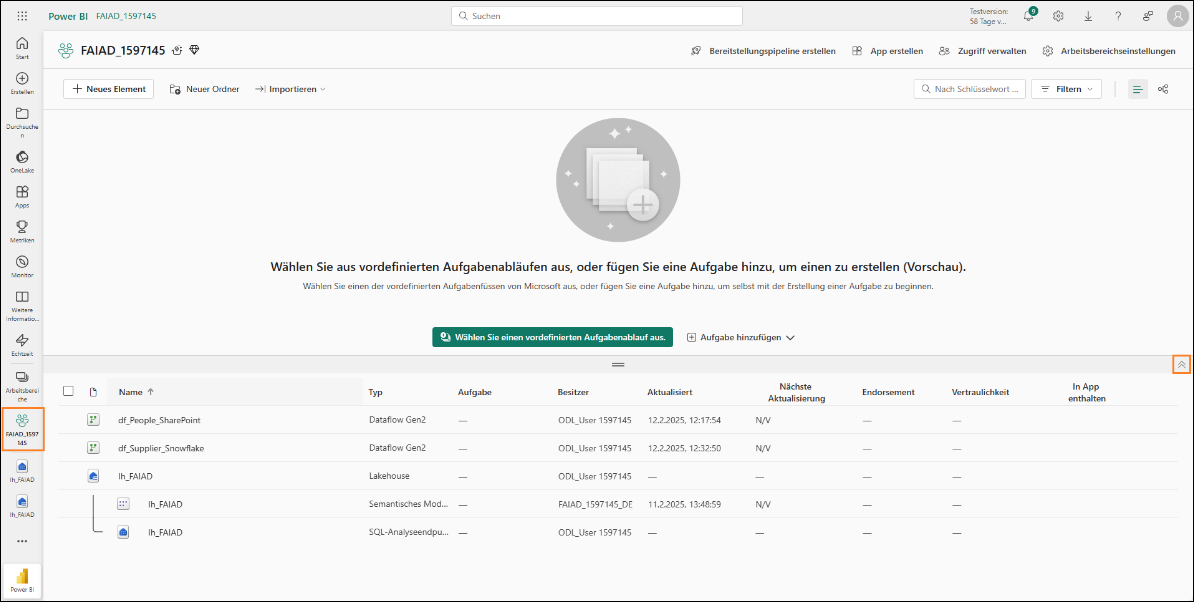 Power BI FAIAD_1597145
Suchen
Testversion:
58 Tage v...
9
FAIAD_1597145
Bereitstellungspipeline erstellen App erstellen Zugriff verwalten Arbeitsbereichseinstellungen
Neues Element Neuer Ordner Importieren
Nach Schlüsselwort ... Filtern
Start
Erstellen
Durchsuche
n
OneLake
Apps
Metriken
Monitor
Weitere
Informatio...
Echtzeit
Arbeitsberei
che
FAIAD_1597
145
lh_FAIAD
lh_FAIAD
Power BI
Wählen Sie aus vordefinierten Aufgabenabläufen aus, oder fügen Sie eine Aufgabe hinzu, um einen zu erstellen (Vorschau).
Wählen Sie einen der vordefinierten Aufgabenfüssen von Microsoft aus, oder fügen Sie eine Aufgabe hinzu, um selbst mit der Erstellung einer Aufgabe zu beginnen.
Wählen Sie einen vordefinierten Aufgabenablauf aus. Aufgabe hinzufügen
Name Typ Aufgabe Besitzer Aktualisiert Nächste Aktualisierung Endorsement Vertraulichkeit In App enthalten
df_People_SharePoint Dataflow Gen2 — ODL_User 1597145 12.2.2025, 12:17:54 N/V — —
df_Supplier_Snowflake Dataflow Gen2 — ODL_User 1597145 12.2.2025, 12:32:50 N/V — —
lh_FAIAD Lakehouse — ODL_User 1597145 — — — —
lh_FAIAD Semantisches Mod... — FAIAD_1597145_DE 11.2.2025, 13:48:59 N/V — —
lh_FAIAD SQL-Analyseendpu... — ODL_User 1597145 — — — —